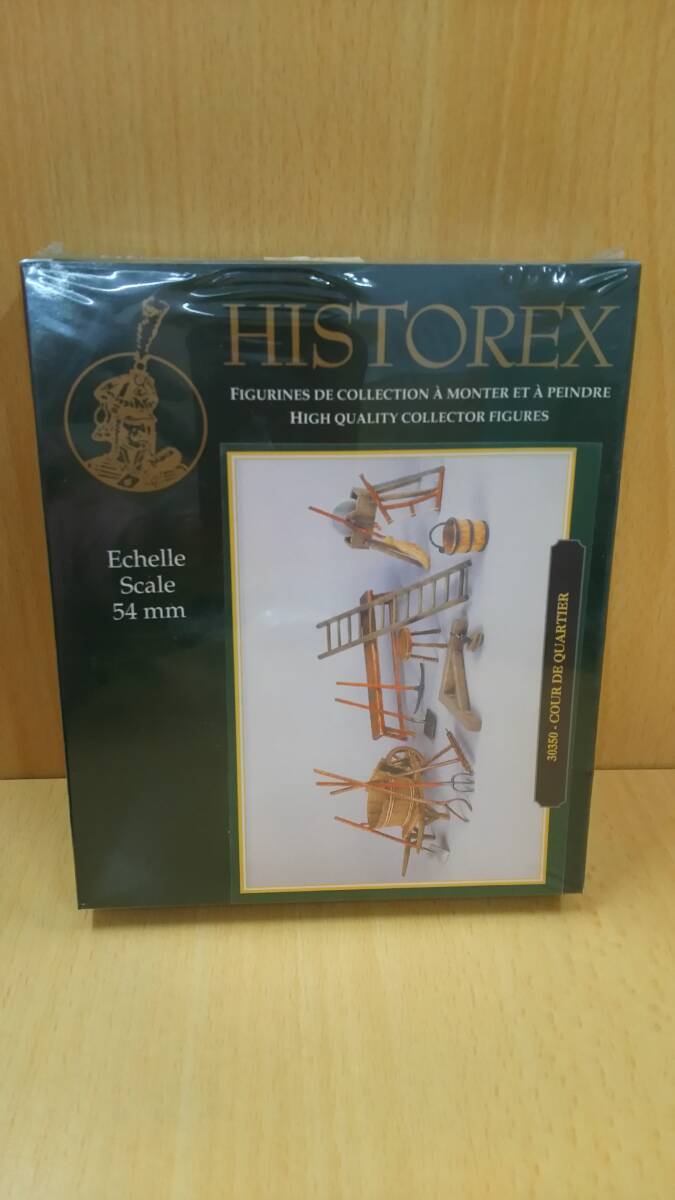 HISTOREX
FIGURINES DE COLLECTION À MONTER ET À PEINDRE
HIGH QUALITY COLLECTOR FIGURES
Echelle
Scale
54 mm
30350 - COUR DE QUARTIER